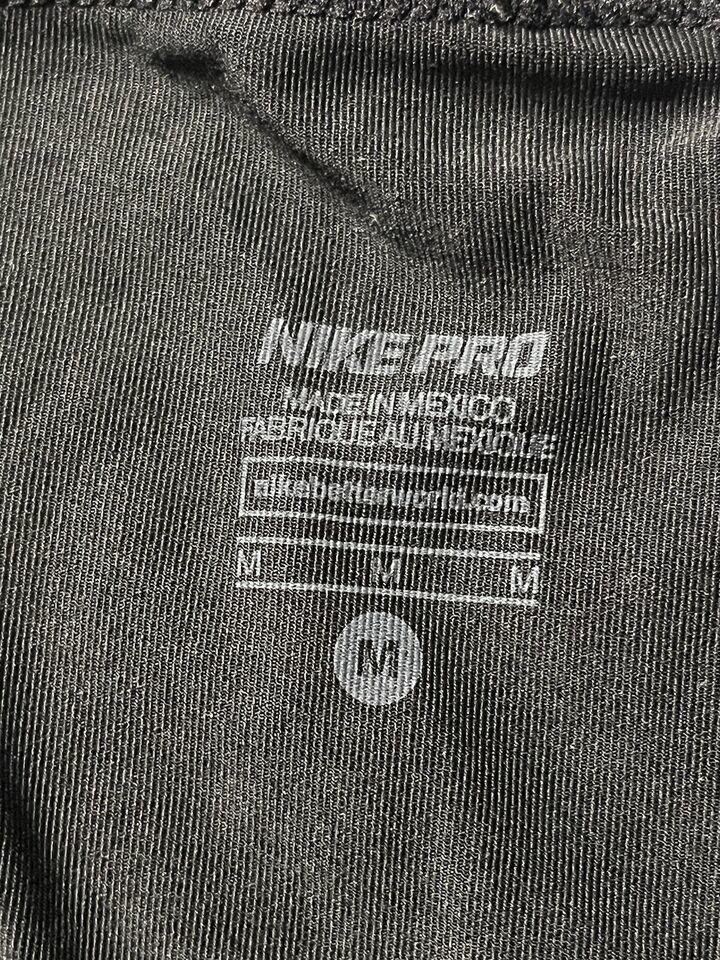 NIKE PRO
MADE IN MEXICO
FABRIQUE AU MEXIQUE
nikebetterworld.com
M M M
M